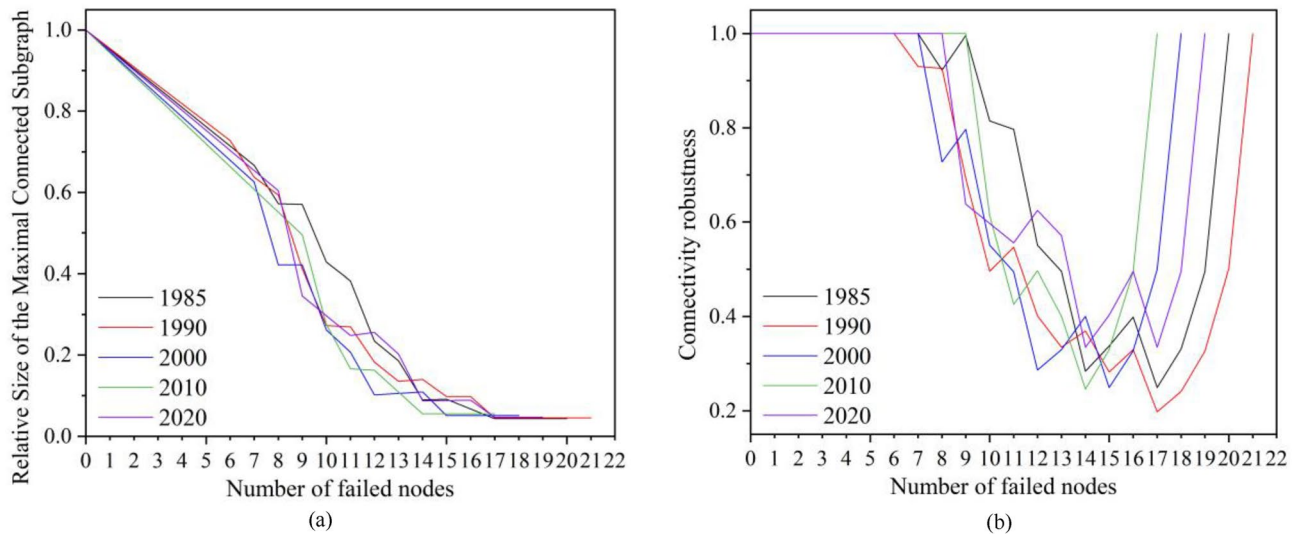 Relative Size of the Maximal Connected Subgraph
1.0
0.8
0.6
0.4
0.2
0.0
1985
1990
2000
2010
2020
0 1 2 3 4 5 6 7 8 9 10 11 12 13 14 15 16 17 18 19 20 21 22
Number of failed nodes
(a)
Connectivity robustness
1.0
0.8
0.6
0.4
0.2
1985
1990
2000
2010
2020
0 1 2 3 4 5 6 7 8 9 10 11 12 13 14 15 16 17 18 19 20 21 22
Number of failed nodes
(b)